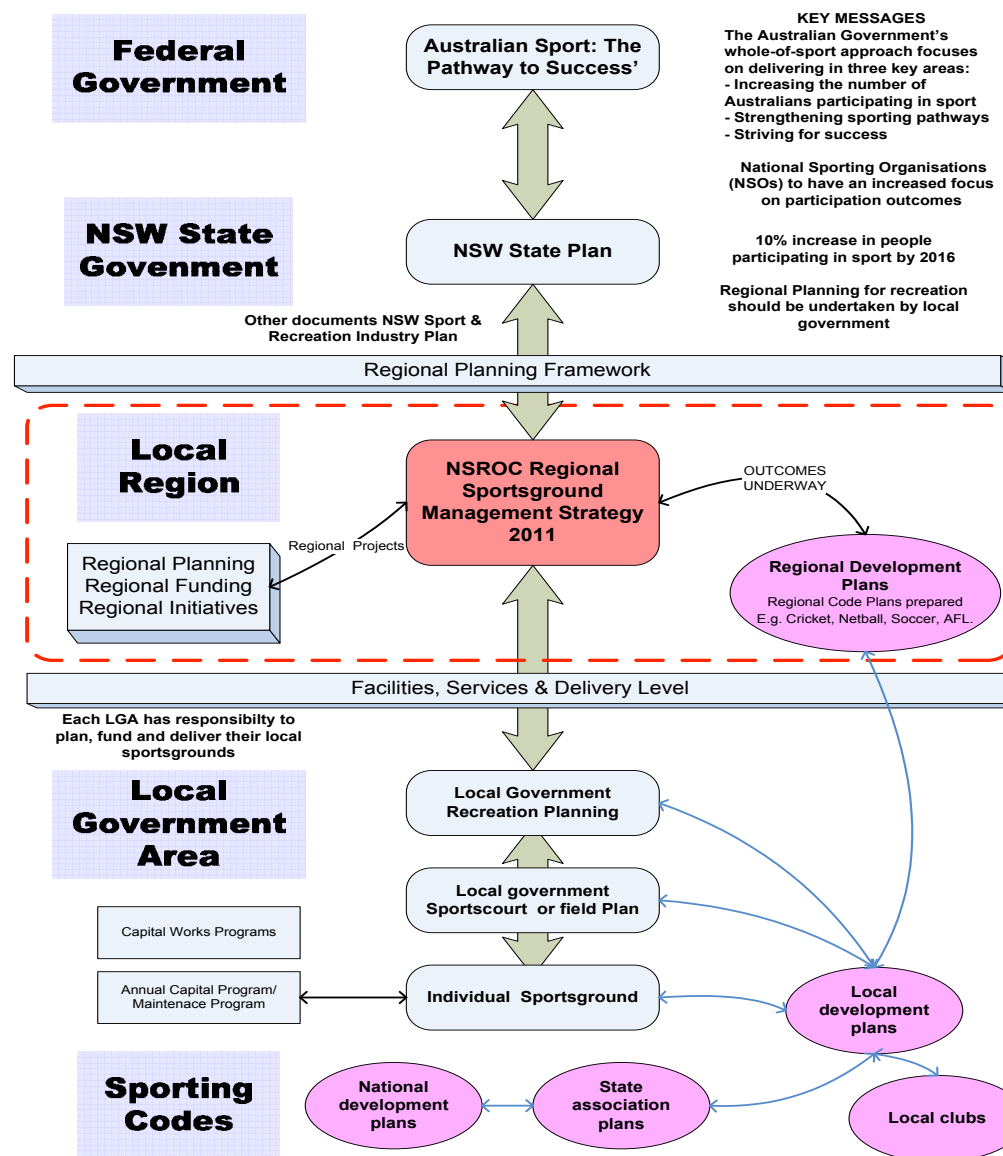 Federal
Government
Australian Sport: The
Pathway to Success'
KEY MESSAGES
The Australian Government's
whole-of-sport approach focuses
on delivering in three key areas:
- Increasing the number of
Australians participating in sport
- Strengthening sporting pathways
- Striving for success
National Sporting Organisations
(NSOs) to have an increased focus
on participation outcomes
NSW State
Govenment
NSW State Plan
10% increase in people
participating in sport by 2016
Regional Planning for recreation
should be undertaken by local
government
Other documents NSW Sport &
Recreation Industry Plan
Regional Planning Framework
Local
Region
NSROC Regional
Sportsground
Management Strategy
2011
OUTCOMES
UNDERWAY
Regional Projects
Regional Planning
Regional Funding
Regional Initiatives
Regional Development
Plans
Regional Code Plans prepared
E.g. Cricket, Netball, Soccer, AFL.
Facilities, Services & Delivery Level
Each LGA has responsibilty to
plan, fund and deliver their local
sportsgrounds
Local
Government
Area
Local Government
Recreation Planning
Local government
Sportscourt or field Plan
Capital Works Programs
Annual Capital Program/
Maintenace Program
Individual Sportsground
Local
development
plans
Sporting
Codes
National
development
plans
State
association
plans
Local clubs